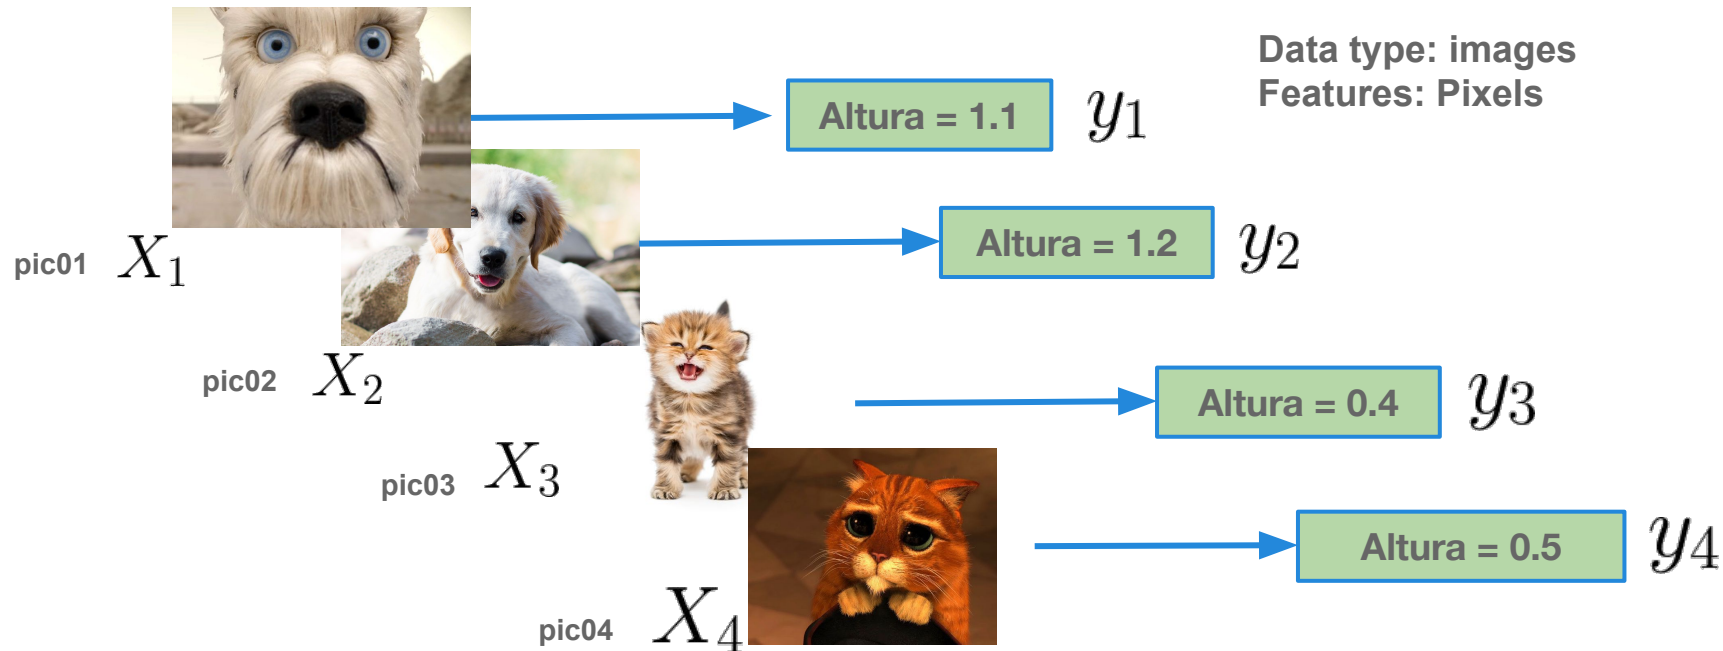 Data type: images
Features: Pixels
Altura = 1.1 y₁
pic01 X₁
Altura = 1.2 y₂
pic02 X₂
Altura = 0.4 y₃
pic03 X₃
Altura = 0.5 y₄
pic04 X₄